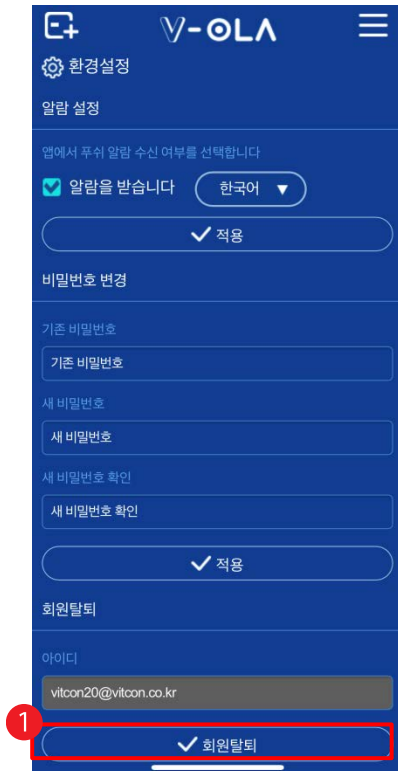 V-OLA
환경설정
알람 설정
앱에서 푸쉬 알람 수신 여부를 선택합니다
알람을 받습니다 한국어 ▼
적용
비밀번호 변경
기존 비밀번호
기존 비밀번호
새 비밀번호
새 비밀번호
새 비밀번호 확인
새 비밀번호 확인
적용
회원탈퇴
아이디
vitcon20@vitcon.co.kr
1
회원탈퇴